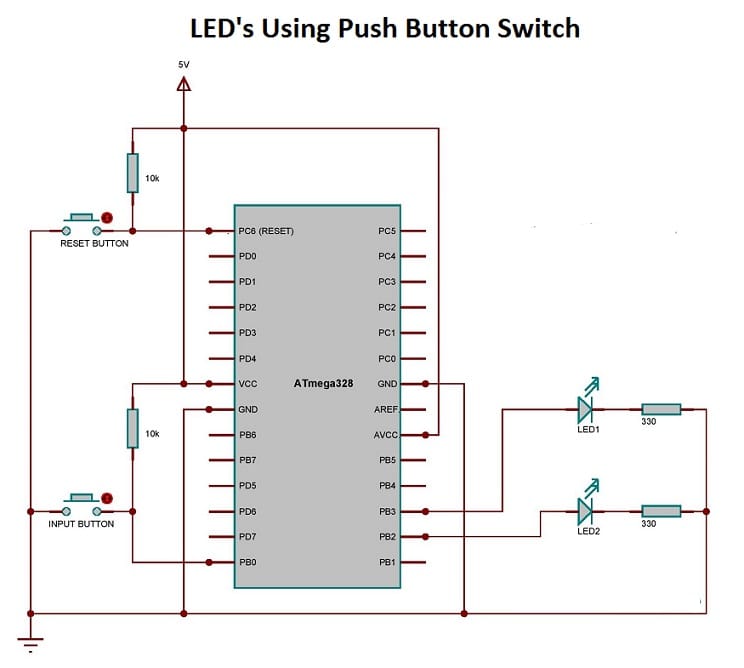 LED's Using Push Button Switch
5V
10k
RESET BUTTON
PC6 (RESET)
PD0
PD1
PD2
PD3
PD4
VCC
GND
PB6
PB7
PD5
PD6
PD7
PB0
ATmega328
PC5
PC4
PC3
PC2
PC1
PC0
GND
AREF
AVCC
PB5
PB4
PB3
PB2
PB1
10k
INPUT BUTTON
LED1
330
LED2
330